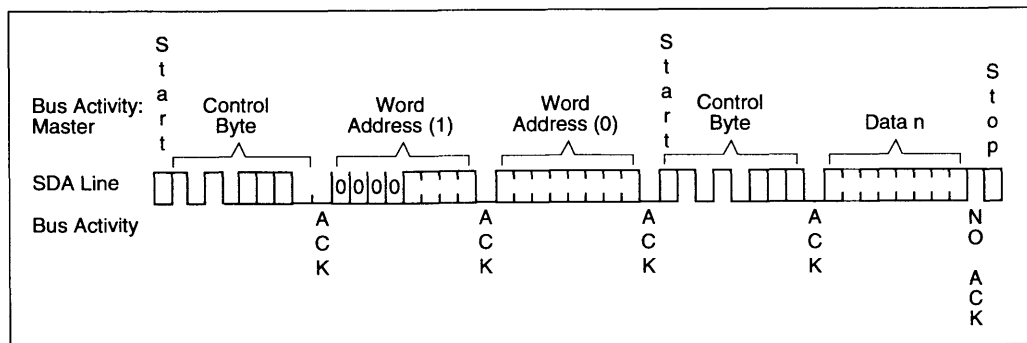 Start
Start
Stop
Bus Activity:
Master
Control
Byte
Word
Address (1)
Word
Address (0)
Control
Byte
Data n
SDA Line
0 0 0 0
Bus Activity
ACK
ACK
ACK
ACK
NO ACK